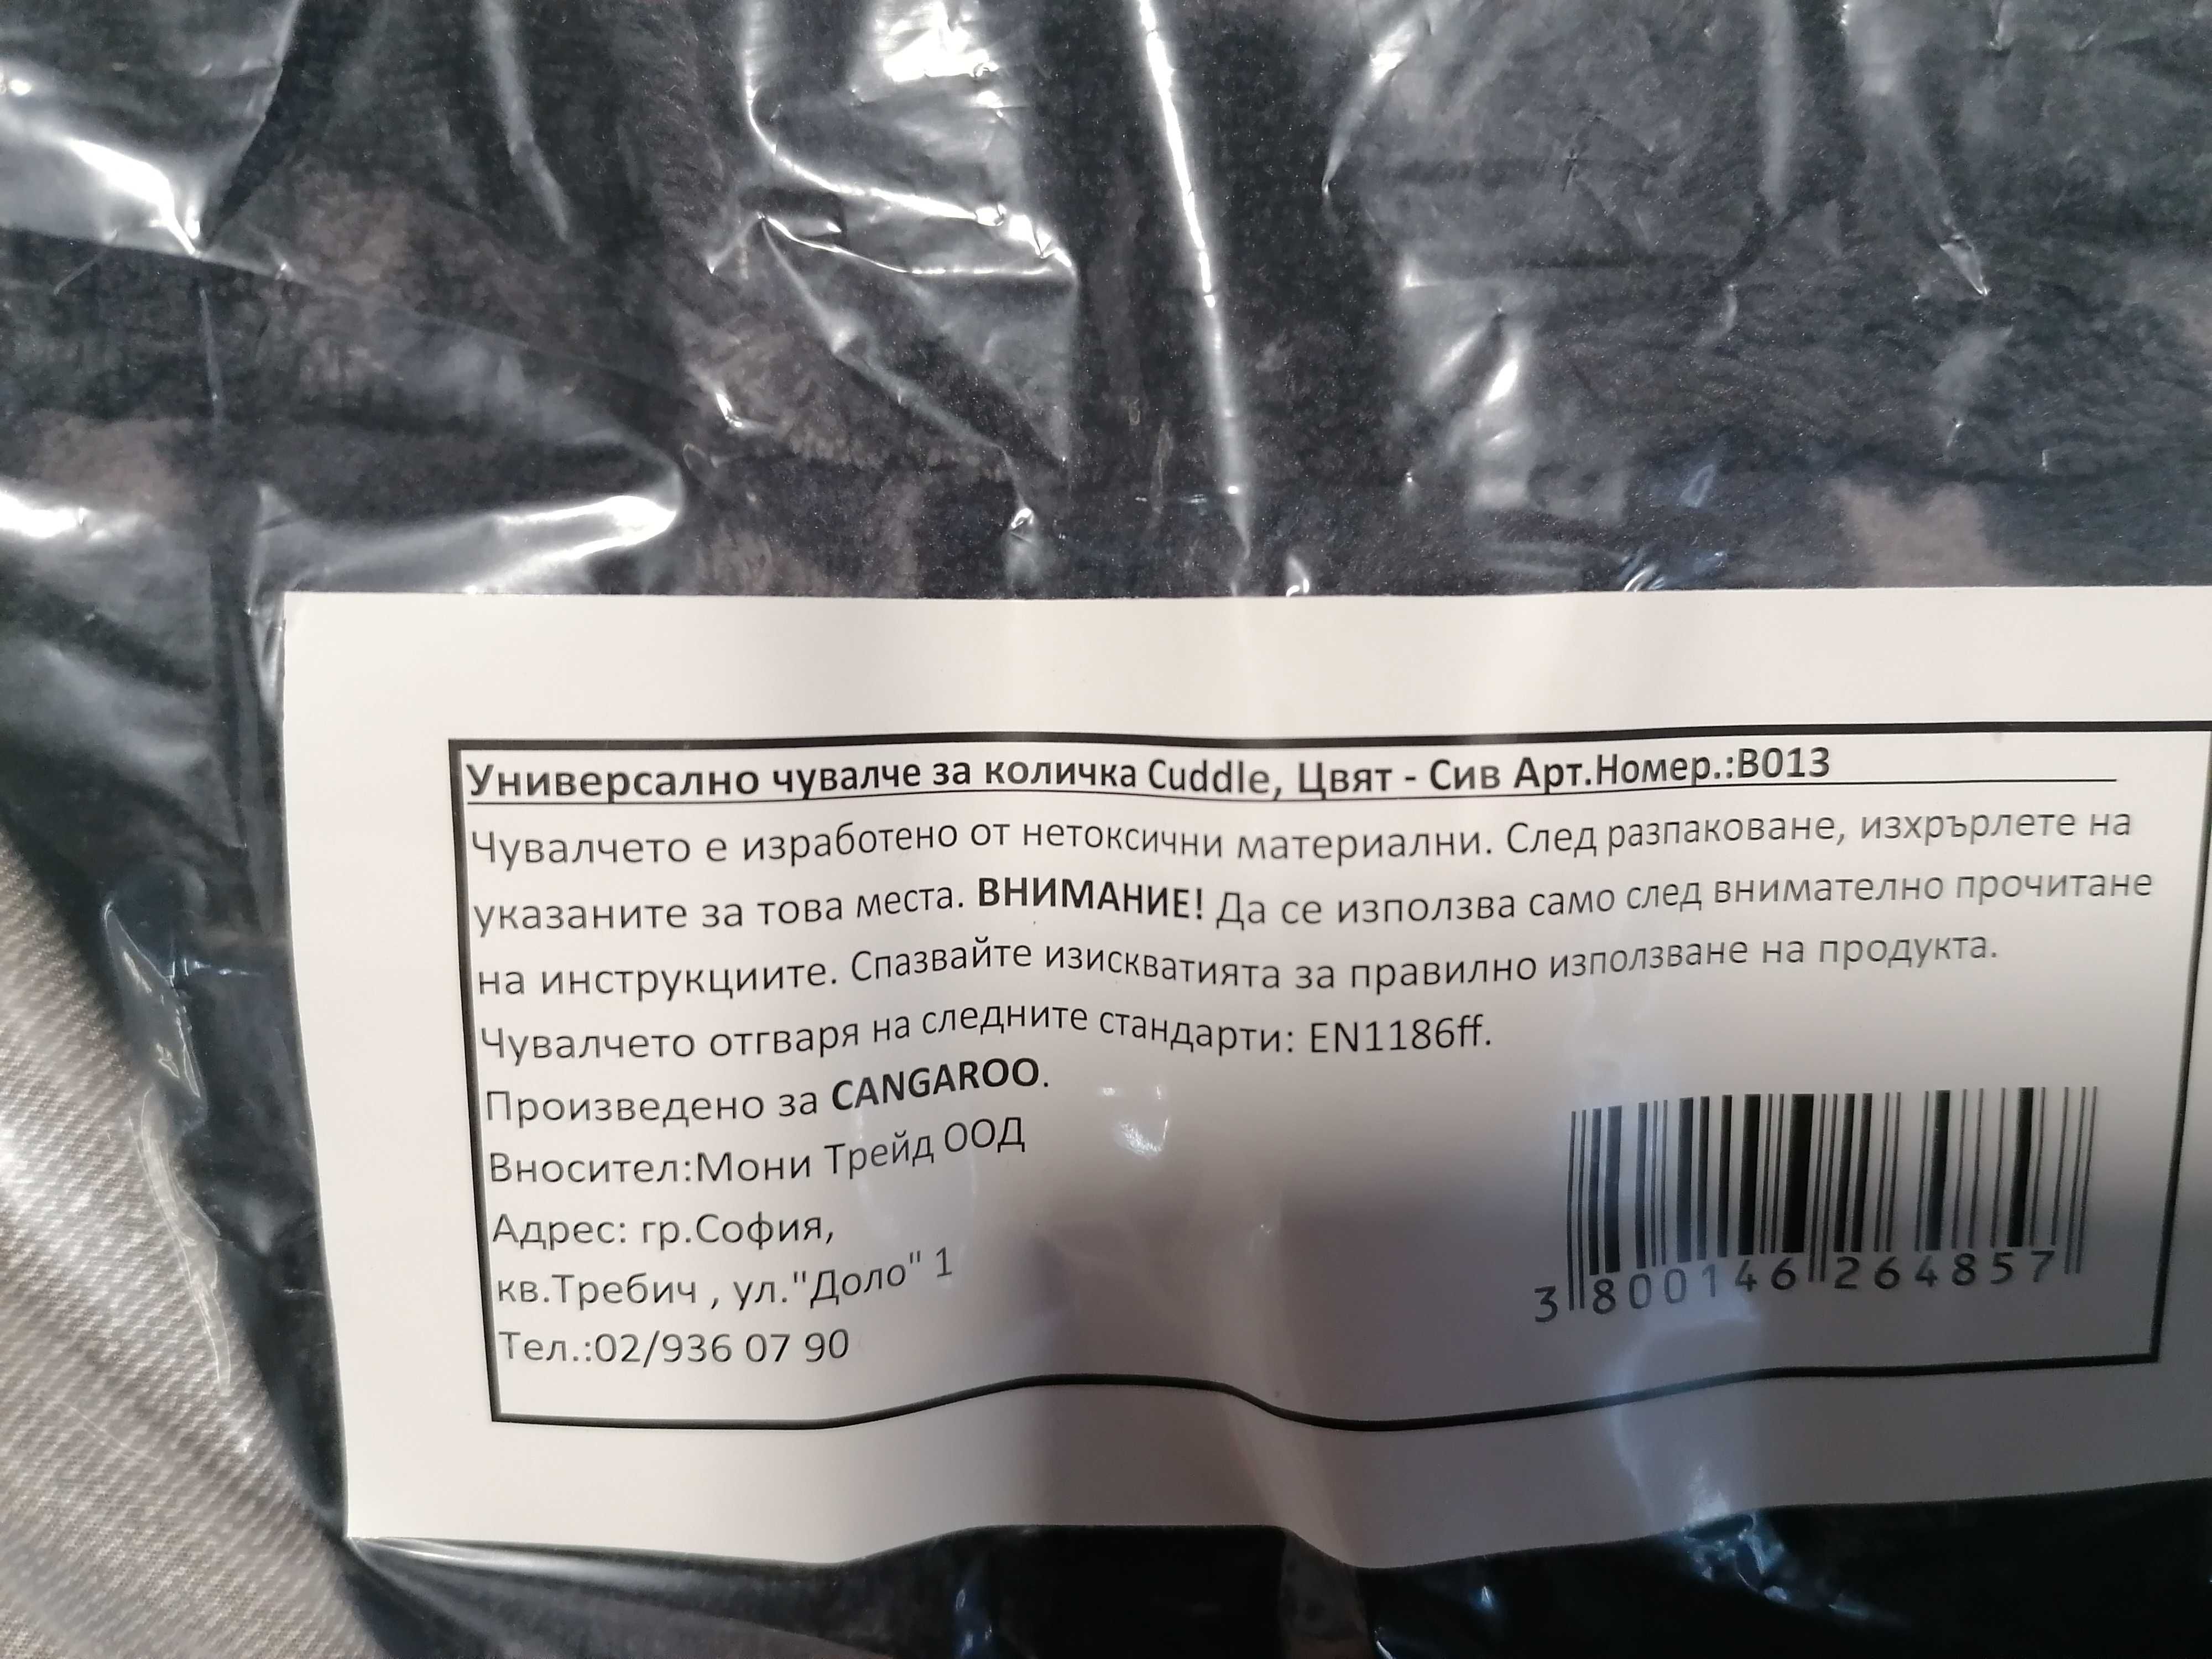 Универсално чувалче за количка Cuddle, Цвят - Сив Арт.Номер.:B013
Чувалчето е изработено от нетоксични материални. След разпаковане, изхрърлете на
указаните за това места. ВНИМАНИЕ! Да се използва само след внимателно прочитане
на инструкциите. Спазвайте изискватията за правилно използване на продукта.
Чувалчето отгваря на следните стандарти: EN1186ff.
Произведено за CANGAROO.
Вносител:Мони Трейд ООД
Адрес: гр.София,
кв.Требич , ул."Доло" 1
Тел.:02/936 07 90
3 800146 264857